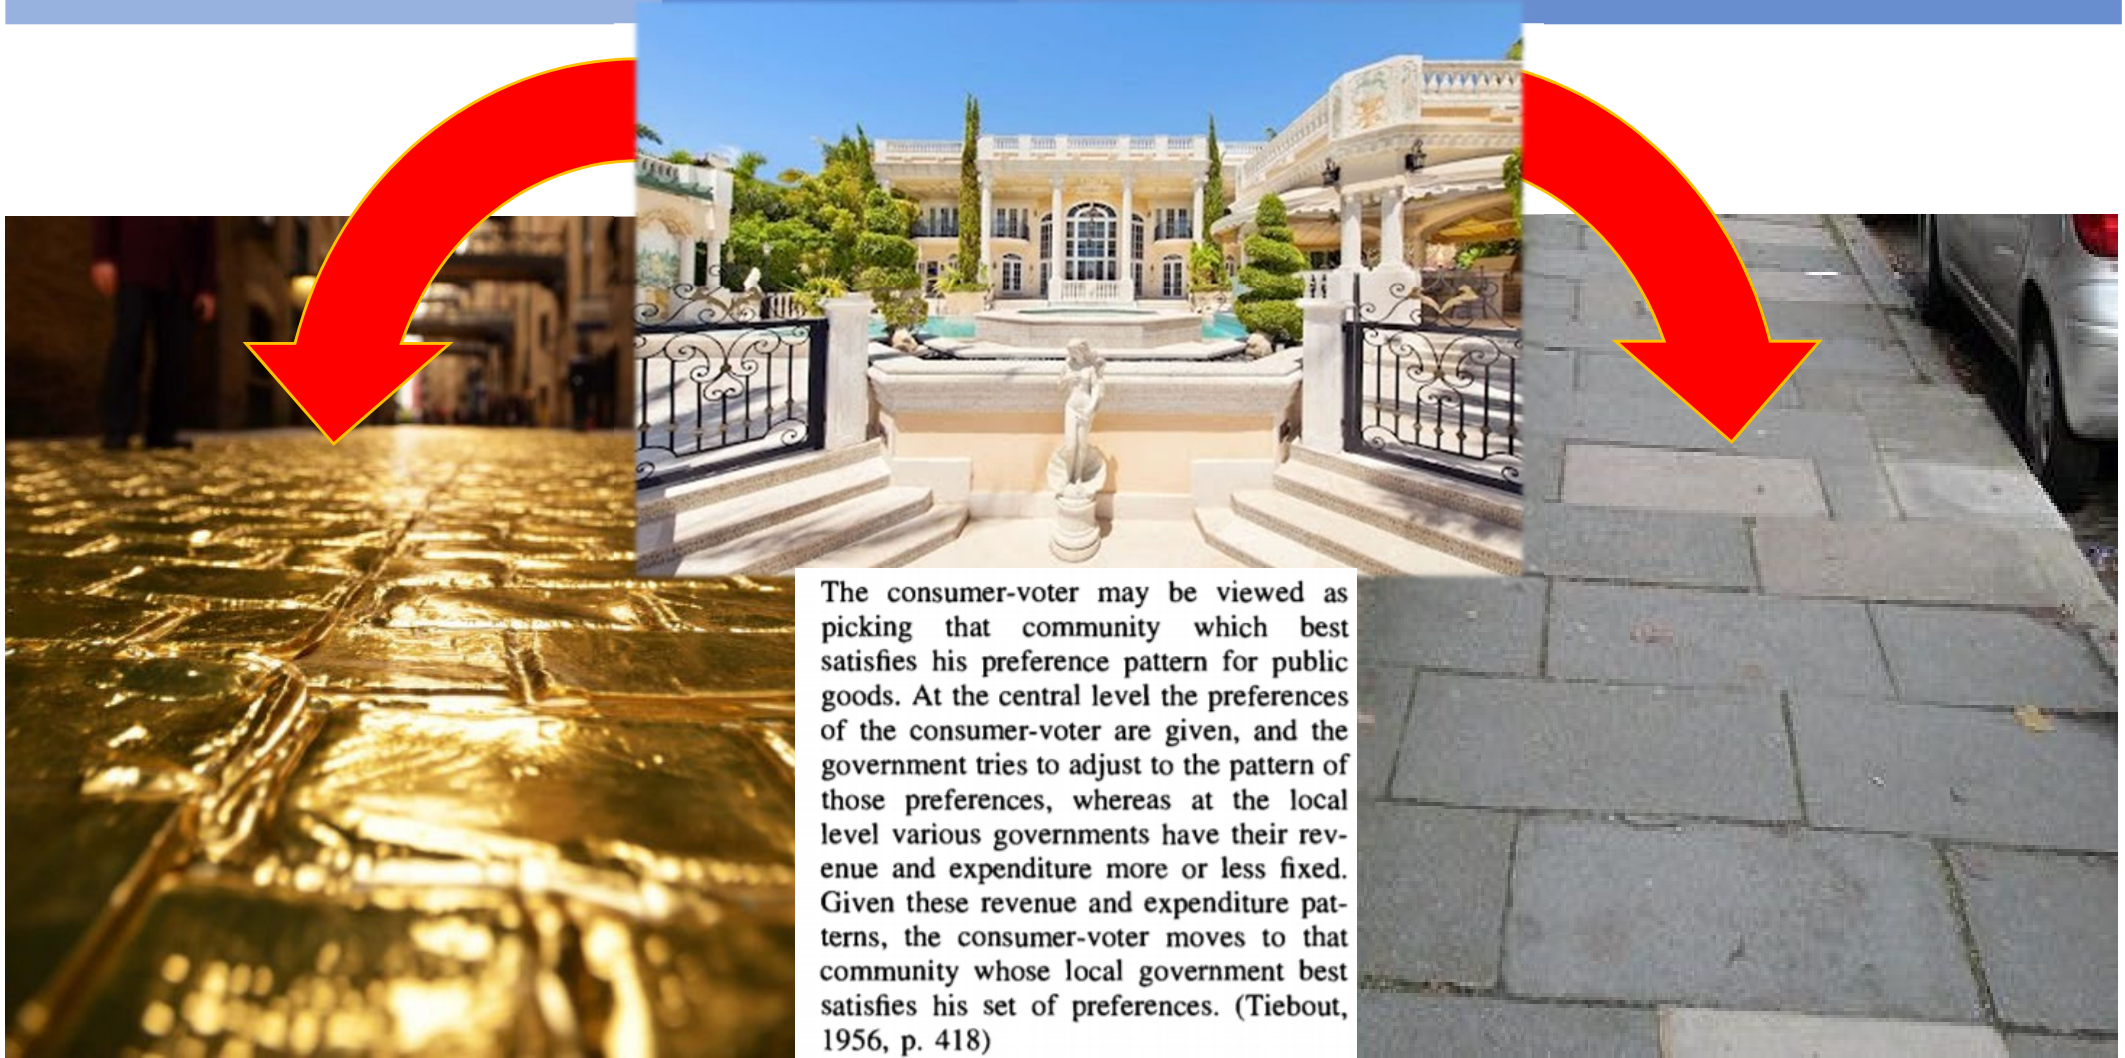 The consumer-voter may be viewed as
picking that community which best
satisfies his preference pattern for public
goods. At the central level the preferences
of the consumer-voter are given, and the
government tries to adjust to the pattern of
those preferences, whereas at the local
level various governments have their rev-
enue and expenditure more or less fixed.
Given these revenue and expenditure pat-
terns, the consumer-voter moves to that
community whose local government best
satisfies his set of preferences. (Tiebout,
1956, p. 418)